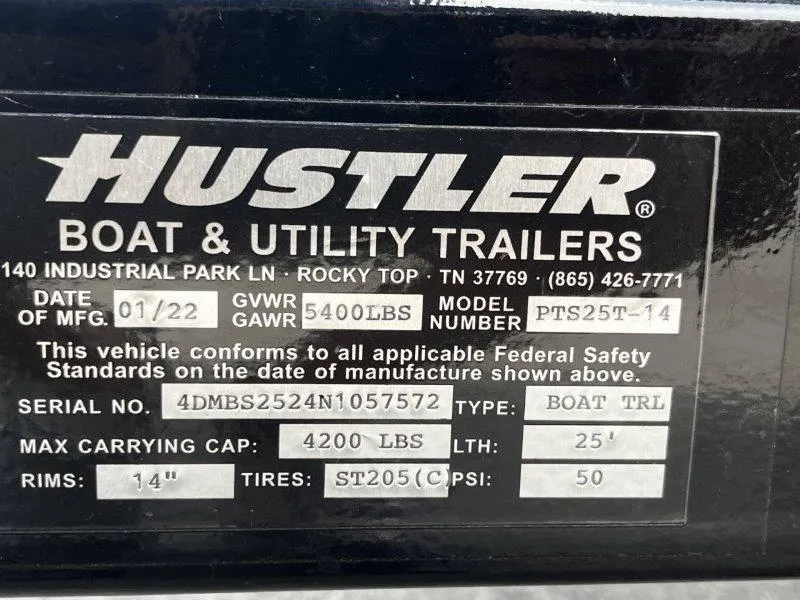 HUSTLER®
BOAT & UTILITY TRAILERS
140 INDUSTRIAL PARK LN · ROCKY TOP · TN 37769 · (865) 426-7771
DATE OF MFG. 01/22 GVWR GAWR 5400LBS MODEL NUMBER PTS25T-14
This vehicle conforms to all applicable Federal Safety
Standards on the date of manufacture shown above.
SERIAL NO. 4DMBS2524N1057572 TYPE: BOAT TRL
MAX CARRYING CAP: 4200 LBS LTH: 25'
RIMS: 14" TIRES: ST205(C) PSI: 50